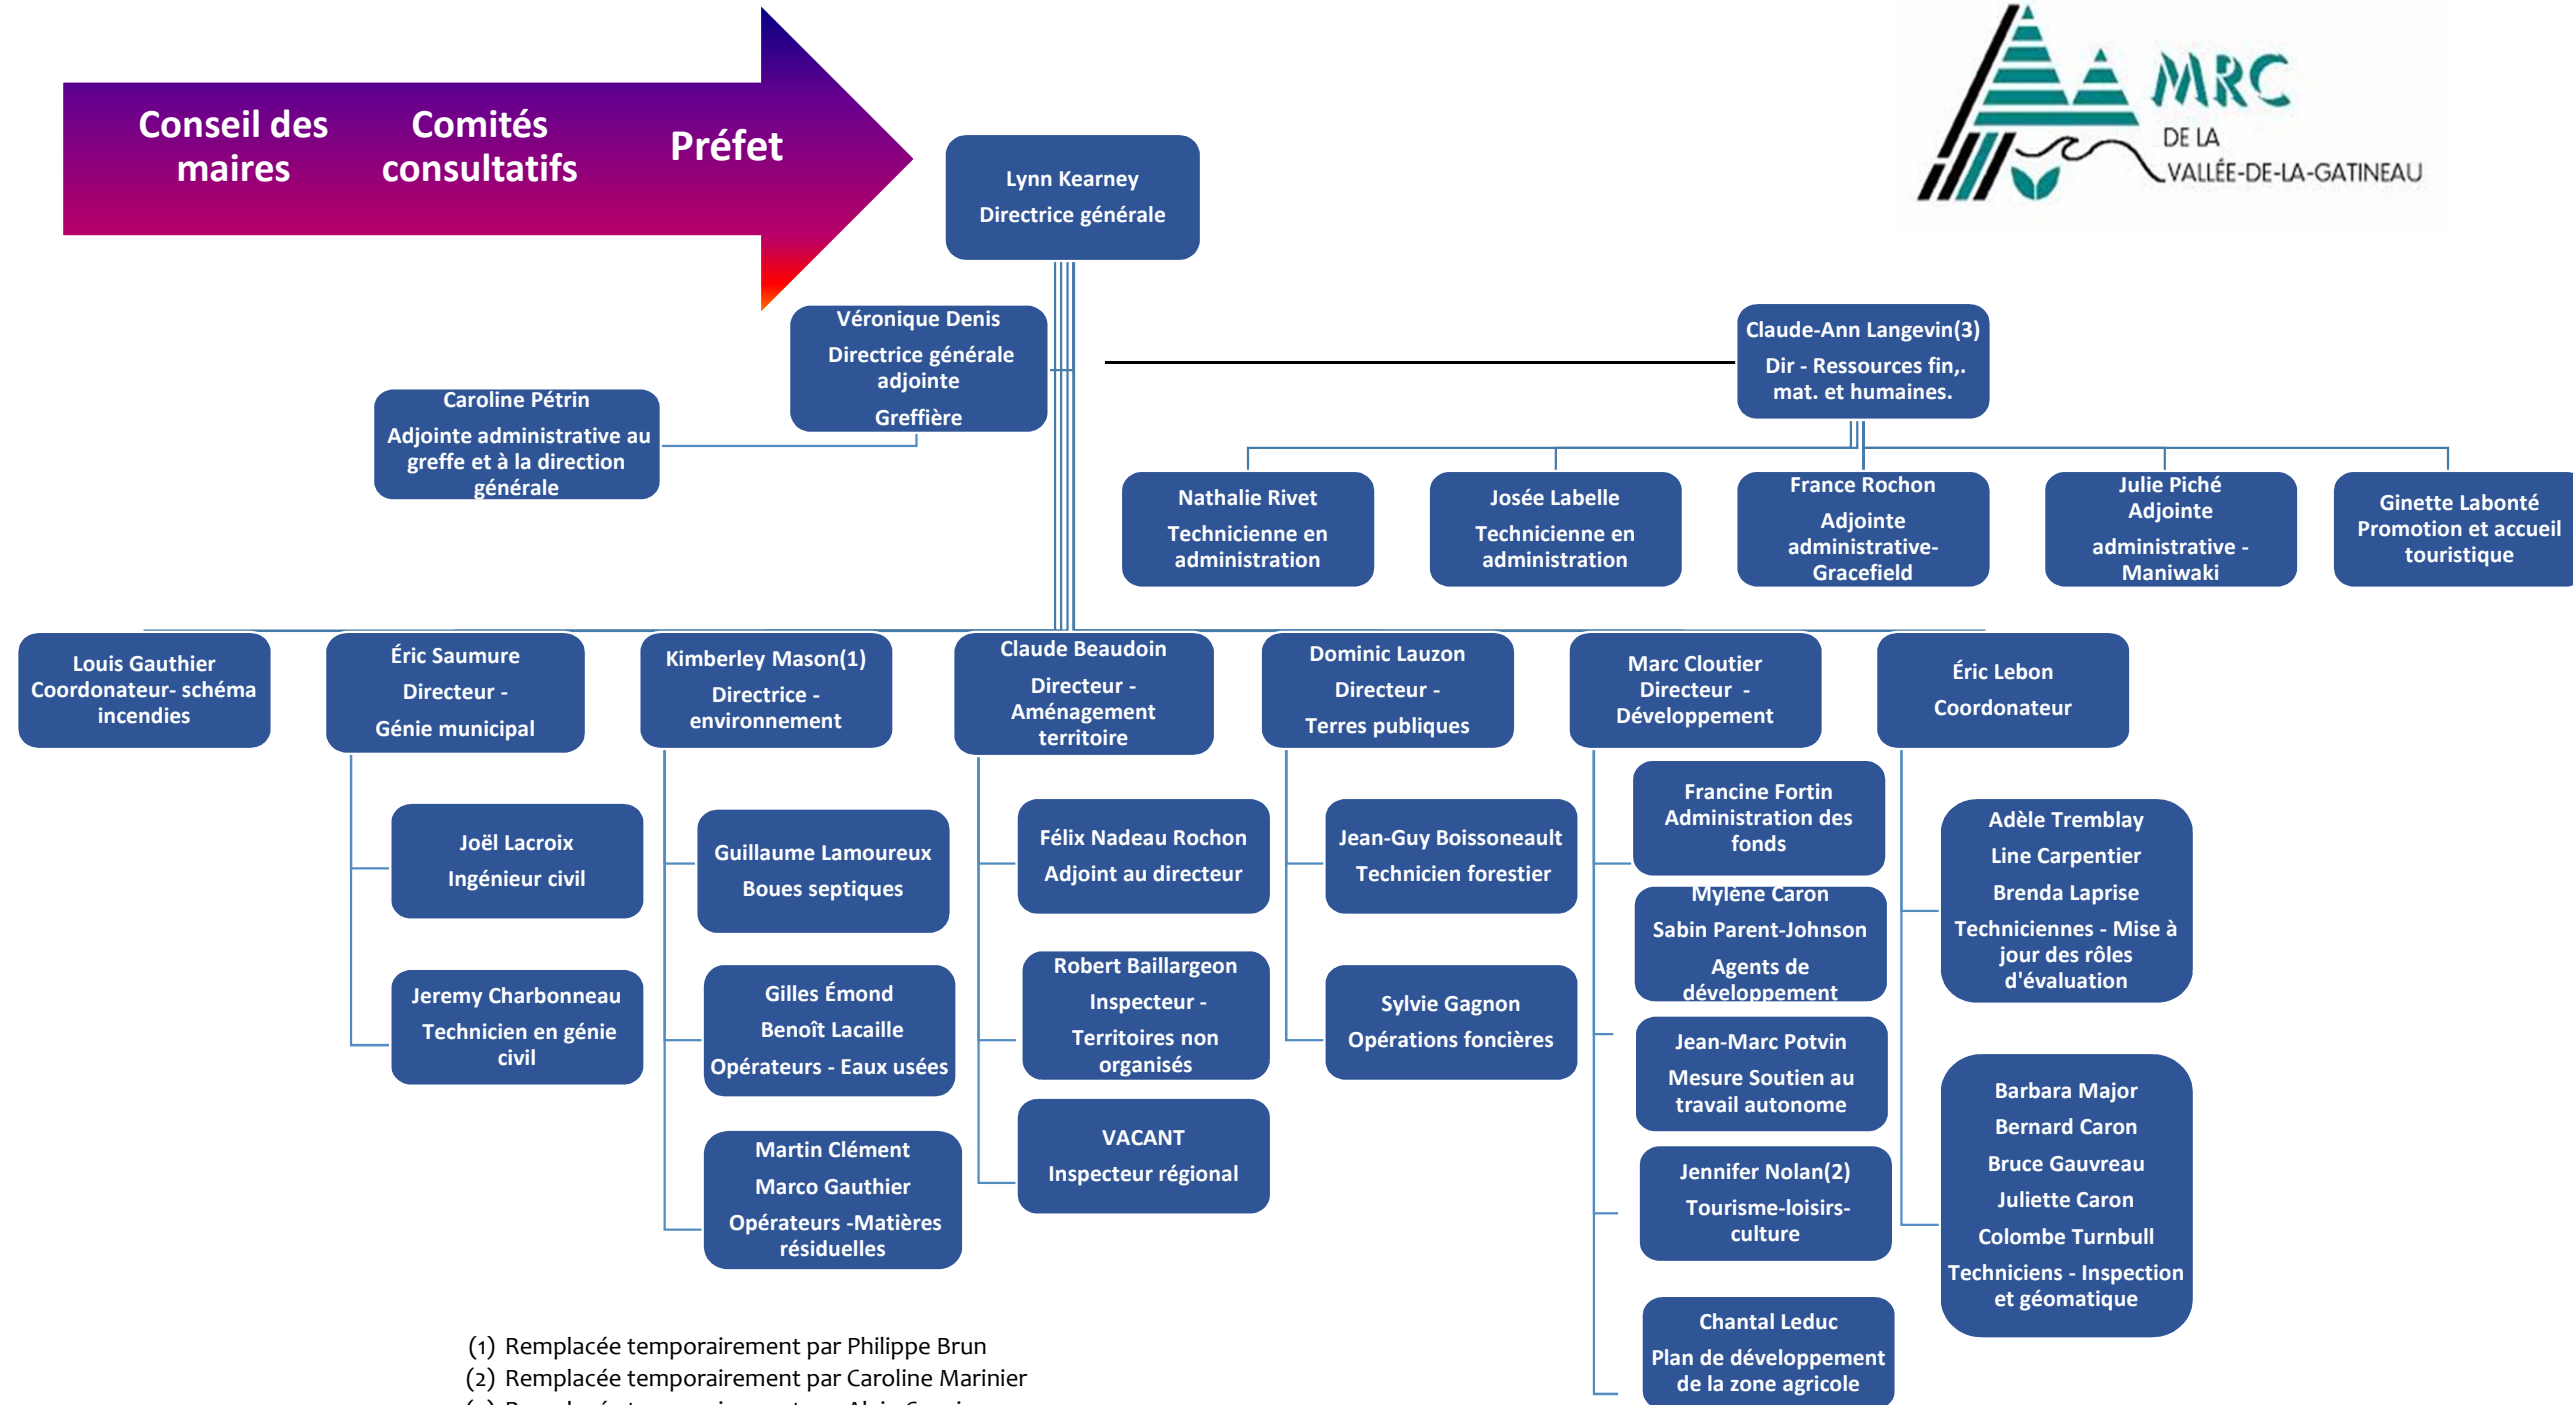 Conseil des
maires
Comités
consultatifs
Préfet
MRC
DE LA
VALLÉE-DE-LA-GATINEAU
Lynn Kearney
Directrice générale
Véronique Denis
Directrice générale
adjointe
Greffière
Claude-Ann Langevin(3)
Dir - Ressources fin,.
mat. et humaines.
Caroline Pétrin
Adjointe administrative au
greffe et à la direction
générale
Nathalie Rivet
Technicienne en
administration
Josée Labelle
Technicienne en
administration
France Rochon
Adjointe
administrative-
Gracefield
Julie Piché
Adjointe
administrative -
Maniwaki
Ginette Labonté
Promotion et accueil
touristique
Louis Gauthier
Coordonateur- schéma
incendies
Éric Saumure
Directeur -
Génie municipal
Kimberley Mason(1)
Directrice -
environnement
Claude Beaudoin
Directeur -
Aménagement
territoire
Dominic Lauzon
Directeur -
Terres publiques
Marc Cloutier
Directeur -
Développement
Éric Lebon
Coordonateur
Joël Lacroix
Ingénieur civil
Jeremy Charbonneau
Technicien en génie
civil
Guillaume Lamoureux
Boues septiques
Gilles Émond
Benoît Lacaille
Opérateurs - Eaux usées
Martin Clément
Marco Gauthier
Opérateurs -Matières
résiduelles
Félix Nadeau Rochon
Adjoint au directeur
Robert Baillargeon
Inspecteur -
Territoires non
organisés
VACANT
Inspecteur régional
Jean-Guy Boissoneault
Technicien forestier
Sylvie Gagnon
Opérations foncières
Francine Fortin
Administration des
fonds
Mylène Caron
Sabin Parent-Johnson
Agents de
développement
Jean-Marc Potvin
Mesure Soutien au
travail autonome
Jennifer Nolan(2)
Tourisme-loisirs-
culture
Chantal Leduc
Plan de développement
de la zone agricole
Adèle Tremblay
Line Carpentier
Brenda Laprise
Techniciennes - Mise à
jour des rôles
d'évaluation
Barbara Major
Bernard Caron
Bruce Gauvreau
Juliette Caron
Colombe Turnbull
Techniciens - Inspection
et géomatique
(1) Remplacée temporairement par Philippe Brun
(2) Remplacée temporairement par Caroline Marinier